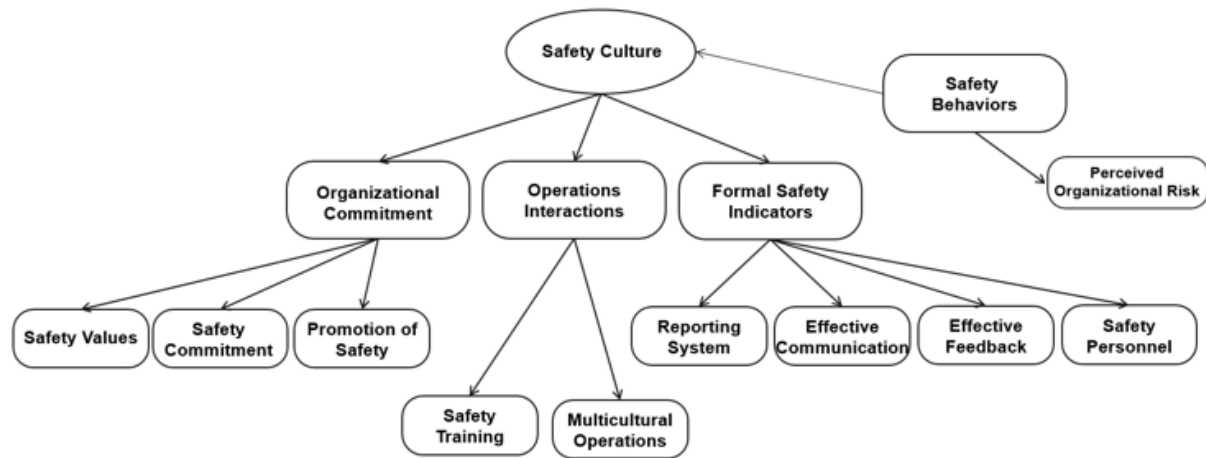 Safety Culture
Safety
Behaviors
Perceived
Organizational Risk
Organizational
Commitment
Operations
Interactions
Formal Safety
Indicators
Safety Values
Safety
Commitment
Promotion of
Safety
Reporting
System
Effective
Communication
Effective
Feedback
Safety
Personnel
Safety
Training
Multicultural
Operations